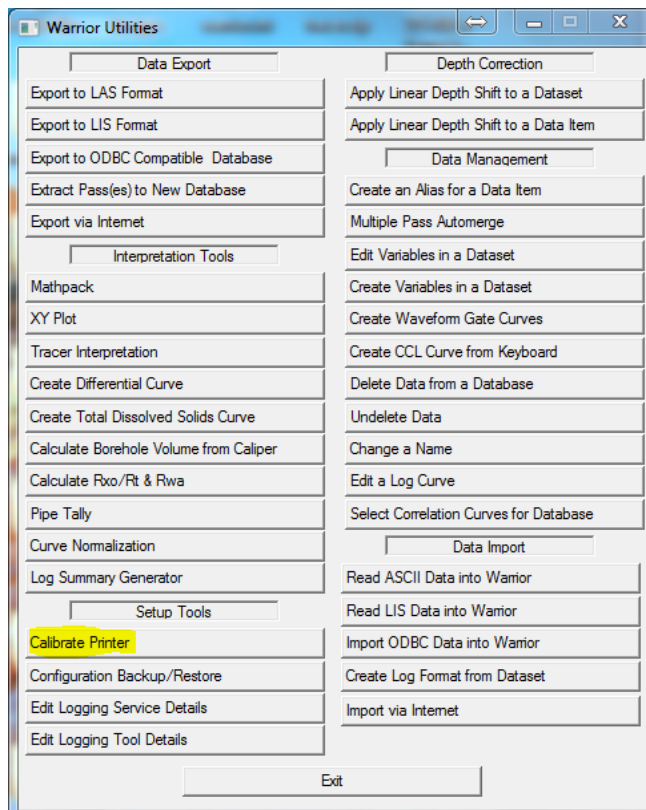 Warrior Utilities
Data Export
Export to LAS Format
Export to LIS Format
Export to ODBC Compatible Database
Extract Pass(es) to New Database
Export via Internet
Interpretation Tools
Mathpack
XY Plot
Tracer Interpretation
Create Differential Curve
Create Total Dissolved Solids Curve
Calculate Borehole Volume from Caliper
Calculate Rxo/Rt & Rwa
Pipe Tally
Curve Normalization
Log Summary Generator
Setup Tools
Calibrate Printer
Configuration Backup/Restore
Edit Logging Service Details
Edit Logging Tool Details
Depth Correction
Apply Linear Depth Shift to a Dataset
Apply Linear Depth Shift to a Data Item
Data Management
Create an Alias for a Data Item
Multiple Pass Automerge
Edit Variables in a Dataset
Create Variables in a Dataset
Create Waveform Gate Curves
Create CCL Curve from Keyboard
Delete Data from a Database
Undelete Data
Change a Name
Edit a Log Curve
Select Correlation Curves for Database
Data Import
Read ASCII Data into Warrior
Read LIS Data into Warrior
Import ODBC Data into Warrior
Create Log Format from Dataset
Import via Internet
Exit